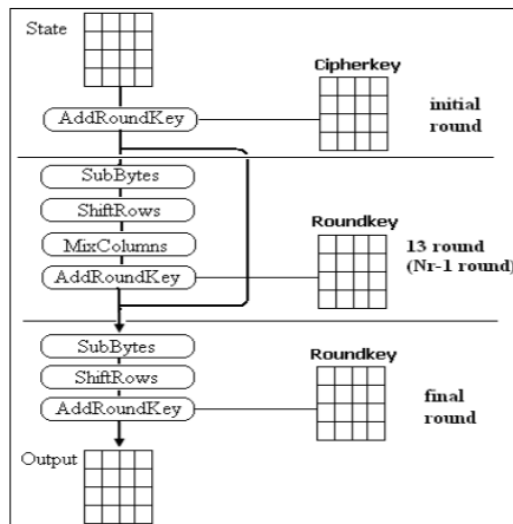 State
Cipherkey
AddRoundKey
initial
round
SubBytes
ShiftRows
MixColumns
AddRoundKey
Roundkey
13 round
(Nr-1 round)
SubBytes
ShiftRows
AddRoundKey
Roundkey
final
round
Output